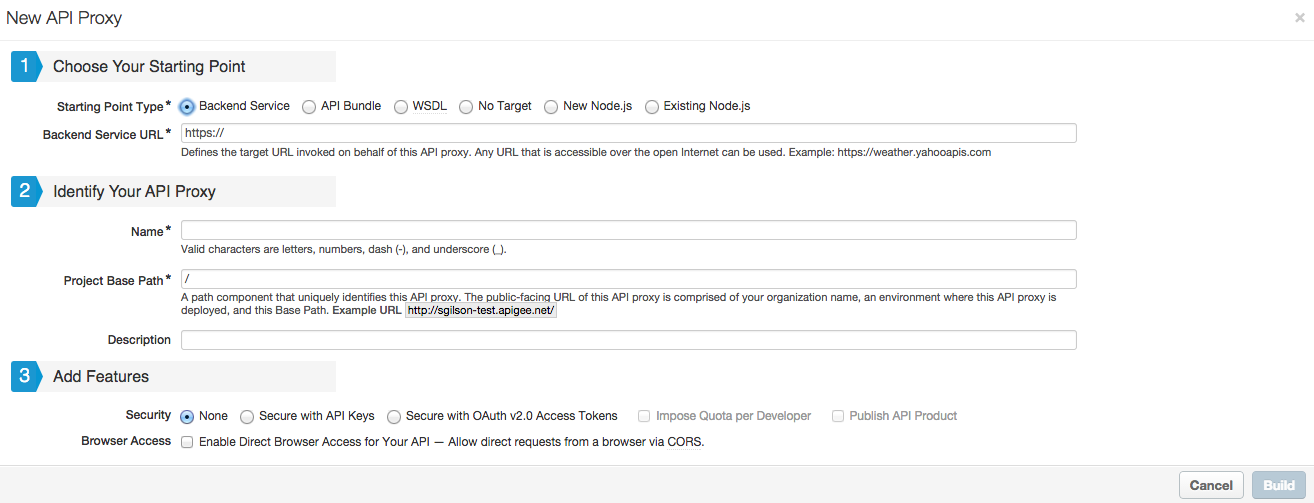 New API Proxy ×
1 Choose Your Starting Point
Starting Point Type * Backend Service API Bundle WSDL No Target New Node.js Existing Node.js
Backend Service URL * https://
Defines the target URL invoked on behalf of this API proxy. Any URL that is accessible over the open Internet can be used. Example: https://weather.yahooapis.com
2 Identify Your API Proxy
Name *
Valid characters are letters, numbers, dash (-), and underscore (_).
Project Base Path * /
A path component that uniquely identifies this API proxy. The public-facing URL of this API proxy is comprised of your organization name, an environment where this API proxy is
deployed, and this Base Path. Example URL http://sgilson-test.apigee.net/
Description
3 Add Features
Security None Secure with API Keys Secure with OAuth v2.0 Access Tokens Impose Quota per Developer Publish API Product
Browser Access Enable Direct Browser Access for Your API — Allow direct requests from a browser via CORS.
Cancel Build